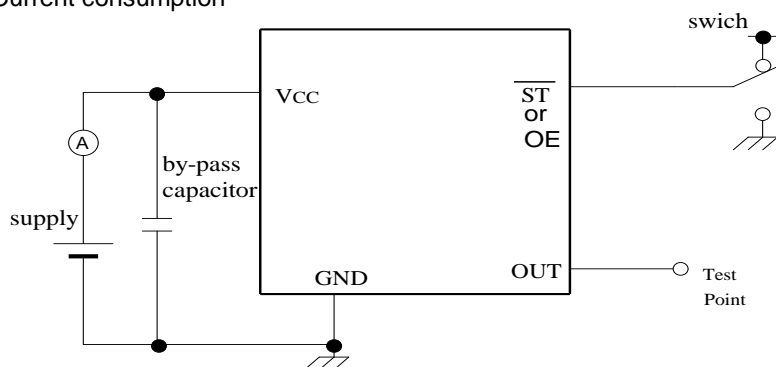 Current consumption
swich
VCC
ST
or
OE
A
by-pass
capacitor
supply
GND
OUT
Test
Point